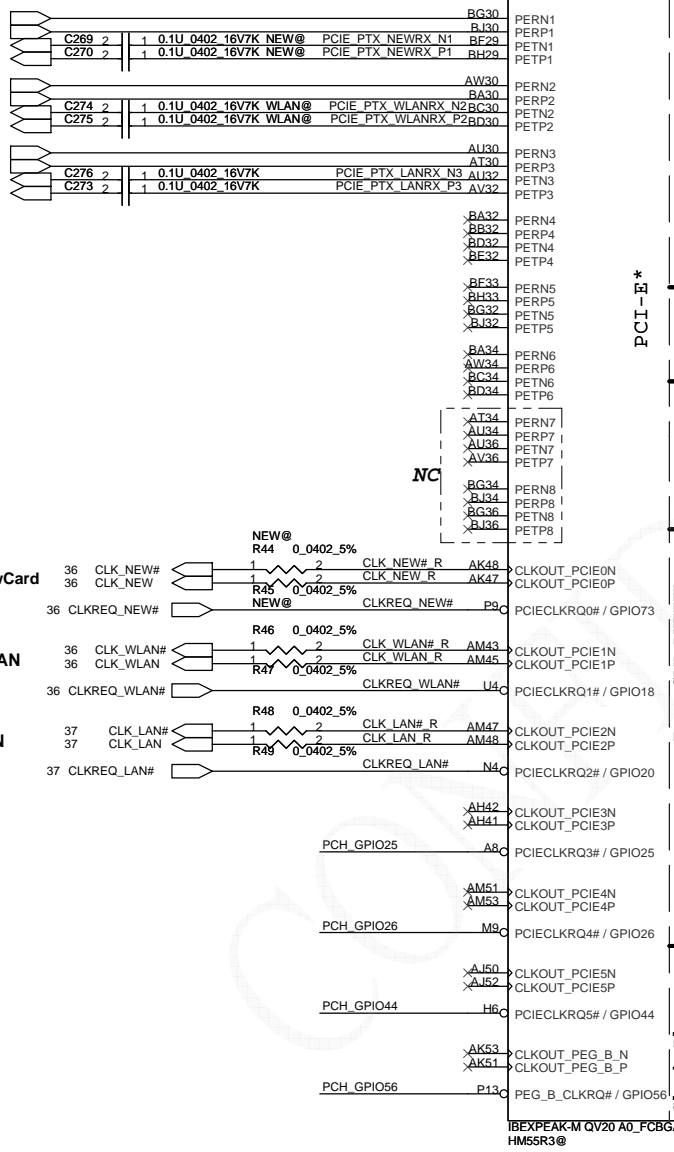 BG30 PERN1
BJ30 PERP1
C269 2 1 0.1U_0402_16V7K NEW@ PCIE_PTX_NEWRX_N1 BF29 PETN1
C270 2 1 0.1U_0402_16V7K NEW@ PCIE_PTX_NEWRX_P1 BH29 PETP1
AW30 PERN2
BA30 PERP2
C274 2 1 0.1U_0402_16V7K WLAN@ PCIE_PTX_WLANRX_N2 BC30 PETN2
C275 2 1 0.1U_0402_16V7K WLAN@ PCIE_PTX_WLANRX_P2 BD30 PETP2
AU30 PERN3
AT30 PERP3
C276 2 1 0.1U_0402_16V7K PCIE_PTX_LANRX_N3 AU32 PETN3
C273 2 1 0.1U_0402_16V7K PCIE_PTX_LANRX_P3 AV32 PETP3
BA32 PERN4
BB32 PERP4
BD32 PETN4
BE32 PETP4
PCI-E*
BF33 PERN5
BH33 PERP5
BG32 PETN5
BJ32 PETP5
BA34 PERN6
AW34 PERP6
BC34 PETN6
BD34 PETP6
AT34 PERN7
AU34 PERP7
AU36 PETN7
AV36 PETP7
NC
BG34 PERN8
BJ34 PERP8
BG36 PETN8
BJ36 PETP8
NEW@
R44 0_0402_5%
wCard 36 CLK_NEW# 1 2 CLK_NEW#_R AK48 CLKOUT_PCIE0N
36 CLK_NEW 1 2 CLK_NEW_R AK47 CLKOUT_PCIE0P
R45 0_0402_5%
NEW@
36 CLKREQ_NEW# CLKREQ_NEW# P9 PCIECLKRQ0# / GPIO73
R46 0_0402_5%
AN 36 CLK_WLAN# 1 2 CLK_WLAN#_R AM43 CLKOUT_PCIE1N
36 CLK_WLAN 1 2 CLK_WLAN_R AM45 CLKOUT_PCIE1P
R47 0_0402_5%
36 CLKREQ_WLAN# CLKREQ_WLAN# U4 PCIECLKRQ1# / GPIO18
R48 0_0402_5%
N 37 CLK_LAN# 1 2 CLK_LAN#_R AM47 CLKOUT_PCIE2N
37 CLK_LAN 1 2 CLK_LAN_R AM48 CLKOUT_PCIE2P
R49 0_0402_5%
37 CLKREQ_LAN# CLKREQ_LAN# N4 PCIECLKRQ2# / GPIO20
AH42 CLKOUT_PCIE3N
AH41 CLKOUT_PCIE3P
PCH_GPIO25 A8 PCIECLKRQ3# / GPIO25
AM51 CLKOUT_PCIE4N
AM53 CLKOUT_PCIE4P
PCH_GPIO26 M9 PCIECLKRQ4# / GPIO26
AJ50 CLKOUT_PCIE5N
AJ52 CLKOUT_PCIE5P
PCH_GPIO44 H6 PCIECLKRQ5# / GPIO44
AK53 CLKOUT_PEG_B_N
AK51 CLKOUT_PEG_B_P
PCH_GPIO56 P13 PEG_B_CLKRQ# / GPIO56
IBEXPEAK-M QV20 A0_FCBGA
HM55R3@